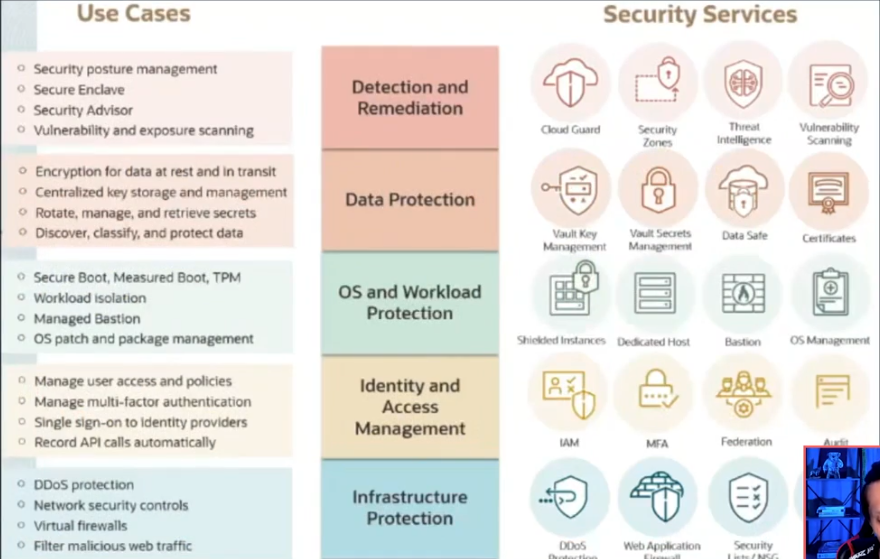 Use Cases
Security Services
Security posture management
Secure Enclave
Security Advisor
Vulnerability and exposure scanning
Detection and
Remediation
Cloud Guard
Security
Zones
Threat
Intelligence
Vulnerability
Scanning
Encryption for data at rest and in transit
Centralized key storage and management
Rotate, manage, and retrieve secrets
Discover, classify, and protect data
Data Protection
Vault Key
Management
Vault Secrets
Management
Data Safe
Certificates
Secure Boot, Measured Boot, TPM
Workload isolation
Managed Bastion
OS patch and package management
OS and Workload
Protection
Shielded Instances
Dedicated Host
Bastion
OS Management
Manage user access and policies
Manage multi-factor authentication
Single sign-on to identity providers
Record API calls automatically
Identity and
Access
Management
IAM
MFA
Federation
Audit
DDoS protection
Network security controls
Virtual firewalls
Filter malicious web traffic
Infrastructure
Protection
DDoS
Protection
Web Application
Firewall
Security
Lists / NSG